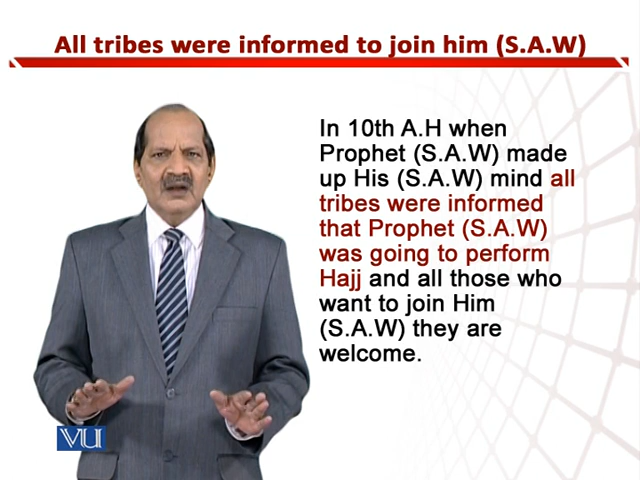 All tribes were informed to join him (S.A.W)
In 10th A.H when
Prophet (S.A.W) made
up His (S.A.W) mind all
tribes were informed
that Prophet (S.A.W)
was going to perform
Hajj and all those who
want to join Him
(S.A.W) they are
welcome.
VU